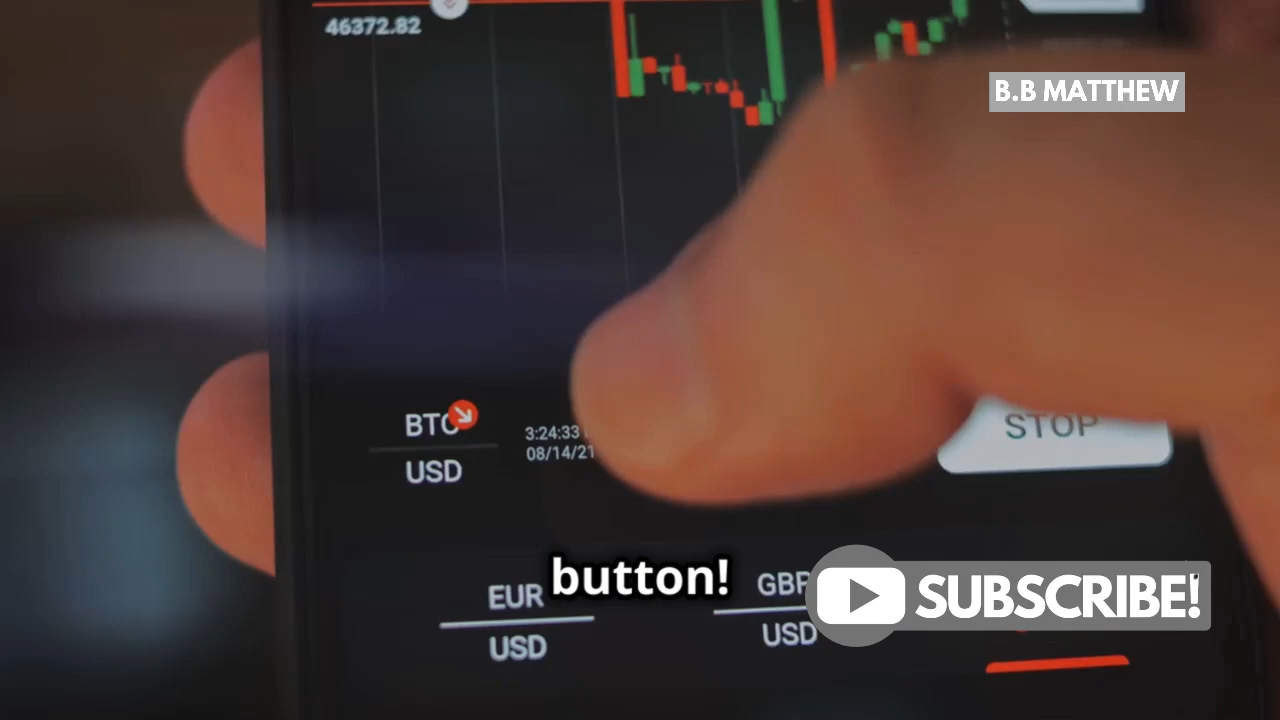 46372.82
B.B MATTHEW
BTC
USD
3:24:33
08/14/21
STOP
button!
EUR
USD
GBP
USD
SUBSCRIBE!